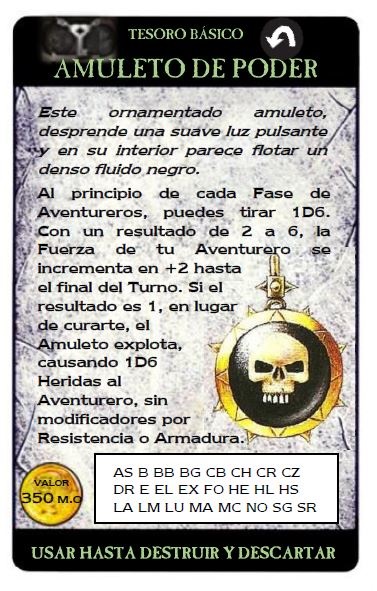 TESORO BÁSICO
AMULETO DE PODER
Este ornamentado amuleto,
desprende una suave luz pulsante
y en su interior parece flotar un
denso fluido negro.
Al principio de cada Fase de
Aventureros, puedes tirar 1D6.
Con un resultado de 2 a 6, la
Fuerza de tu Aventurero se
incrementa en +2 hasta
el final del Turno. Si el
resultado es 1, en lugar
de curarte, el
Amuleto explota,
causando 1D6
Heridas al
Aventurero, sin
modificadores por
Resistencia o Armadura.
VALOR
350 M.O
AS B BB BG CB CH CR CZ
DR E EL EX FO HE HL HS
LA LM LU MA MC NO SG SR
USAR HASTA DESTRUIR Y DESCARTAR